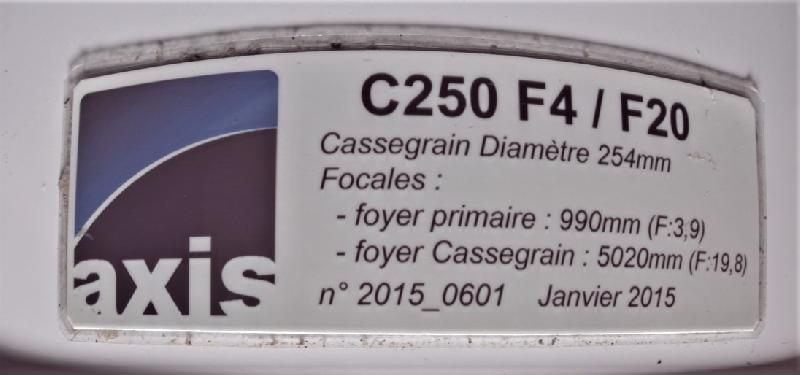 C250 F4 / F20
Cassegrain Diamètre 254mm
Focales :
- foyer primaire : 990mm (F:3,9)
- foyer Cassegrain : 5020mm (F:19,8)
n° 2015_0601 Janvier 2015
axis